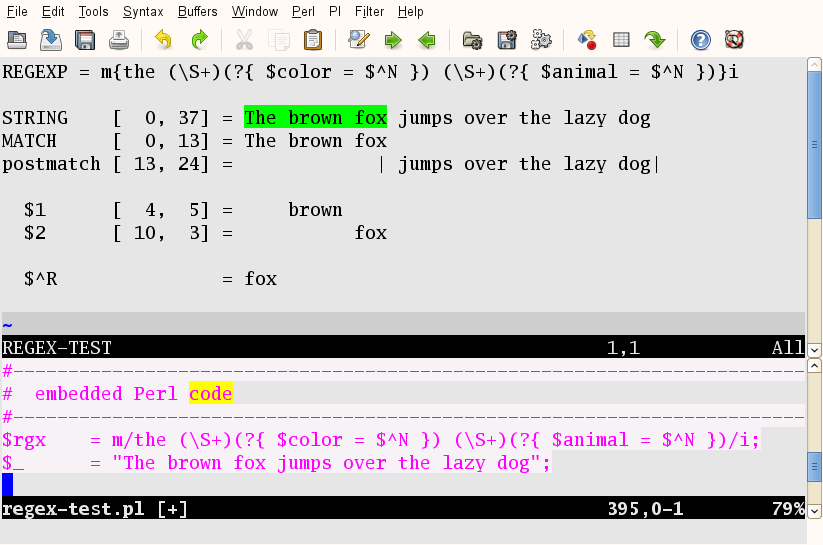 File Edit Tools Syntax Buffers Window Perl Pl Filter Help
REGEXP = m{the (\S+)(?{ $color = $^N }) (\S+)(?{ $animal = $^N })}i
STRING    [  0, 37] = The brown fox jumps over the lazy dog
MATCH     [  0, 13] = The brown fox
postmatch [ 13, 24] =             | jumps over the lazy dog|
  $1      [  4,  5] =     brown
  $2      [ 10,  3] =           fox
  $^R               = fox
~
REGEX-TEST                                             1,1            All
#------------------------------------------------------------------------
#  embedded Perl code
#------------------------------------------------------------------------
$rgx    = m/the (\S+)(?{ $color = $^N }) (\S+)(?{ $animal = $^N })/i;
$_      = "The brown fox jumps over the lazy dog";
regex-test.pl [+]                                      395,0-1        79%